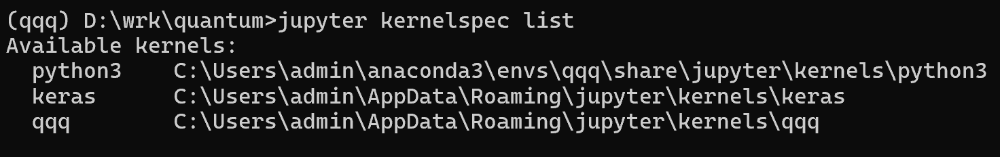 (qqq) D:\wrk\quantum>jupyter kernelspec list
Available kernels:
  python3    C:\Users\admin\anaconda3\envs\qqq\share\jupyter\kernels\python3
  keras      C:\Users\admin\AppData\Roaming\jupyter\kernels\keras
  qqq        C:\Users\admin\AppData\Roaming\jupyter\kernels\qqq